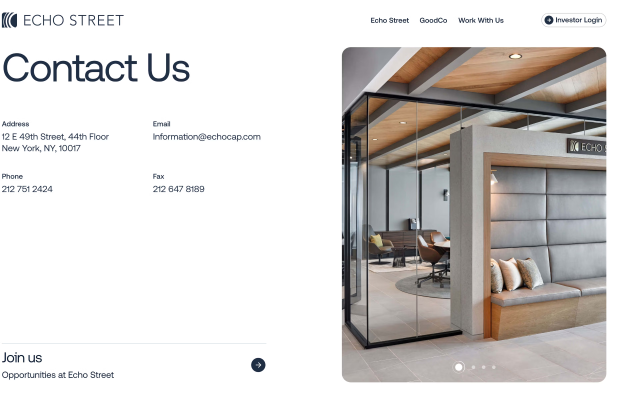 ECHO STREET
Echo Street GoodCo Work With Us Investor Login
Contact Us
Address
12 E 49th Street, 44th Floor
New York, NY, 10017
Email
Information@echocap.com
Phone
212 751 2424
Fax
212 647 8189
ECHO S
Join us
Opportunities at Echo Street